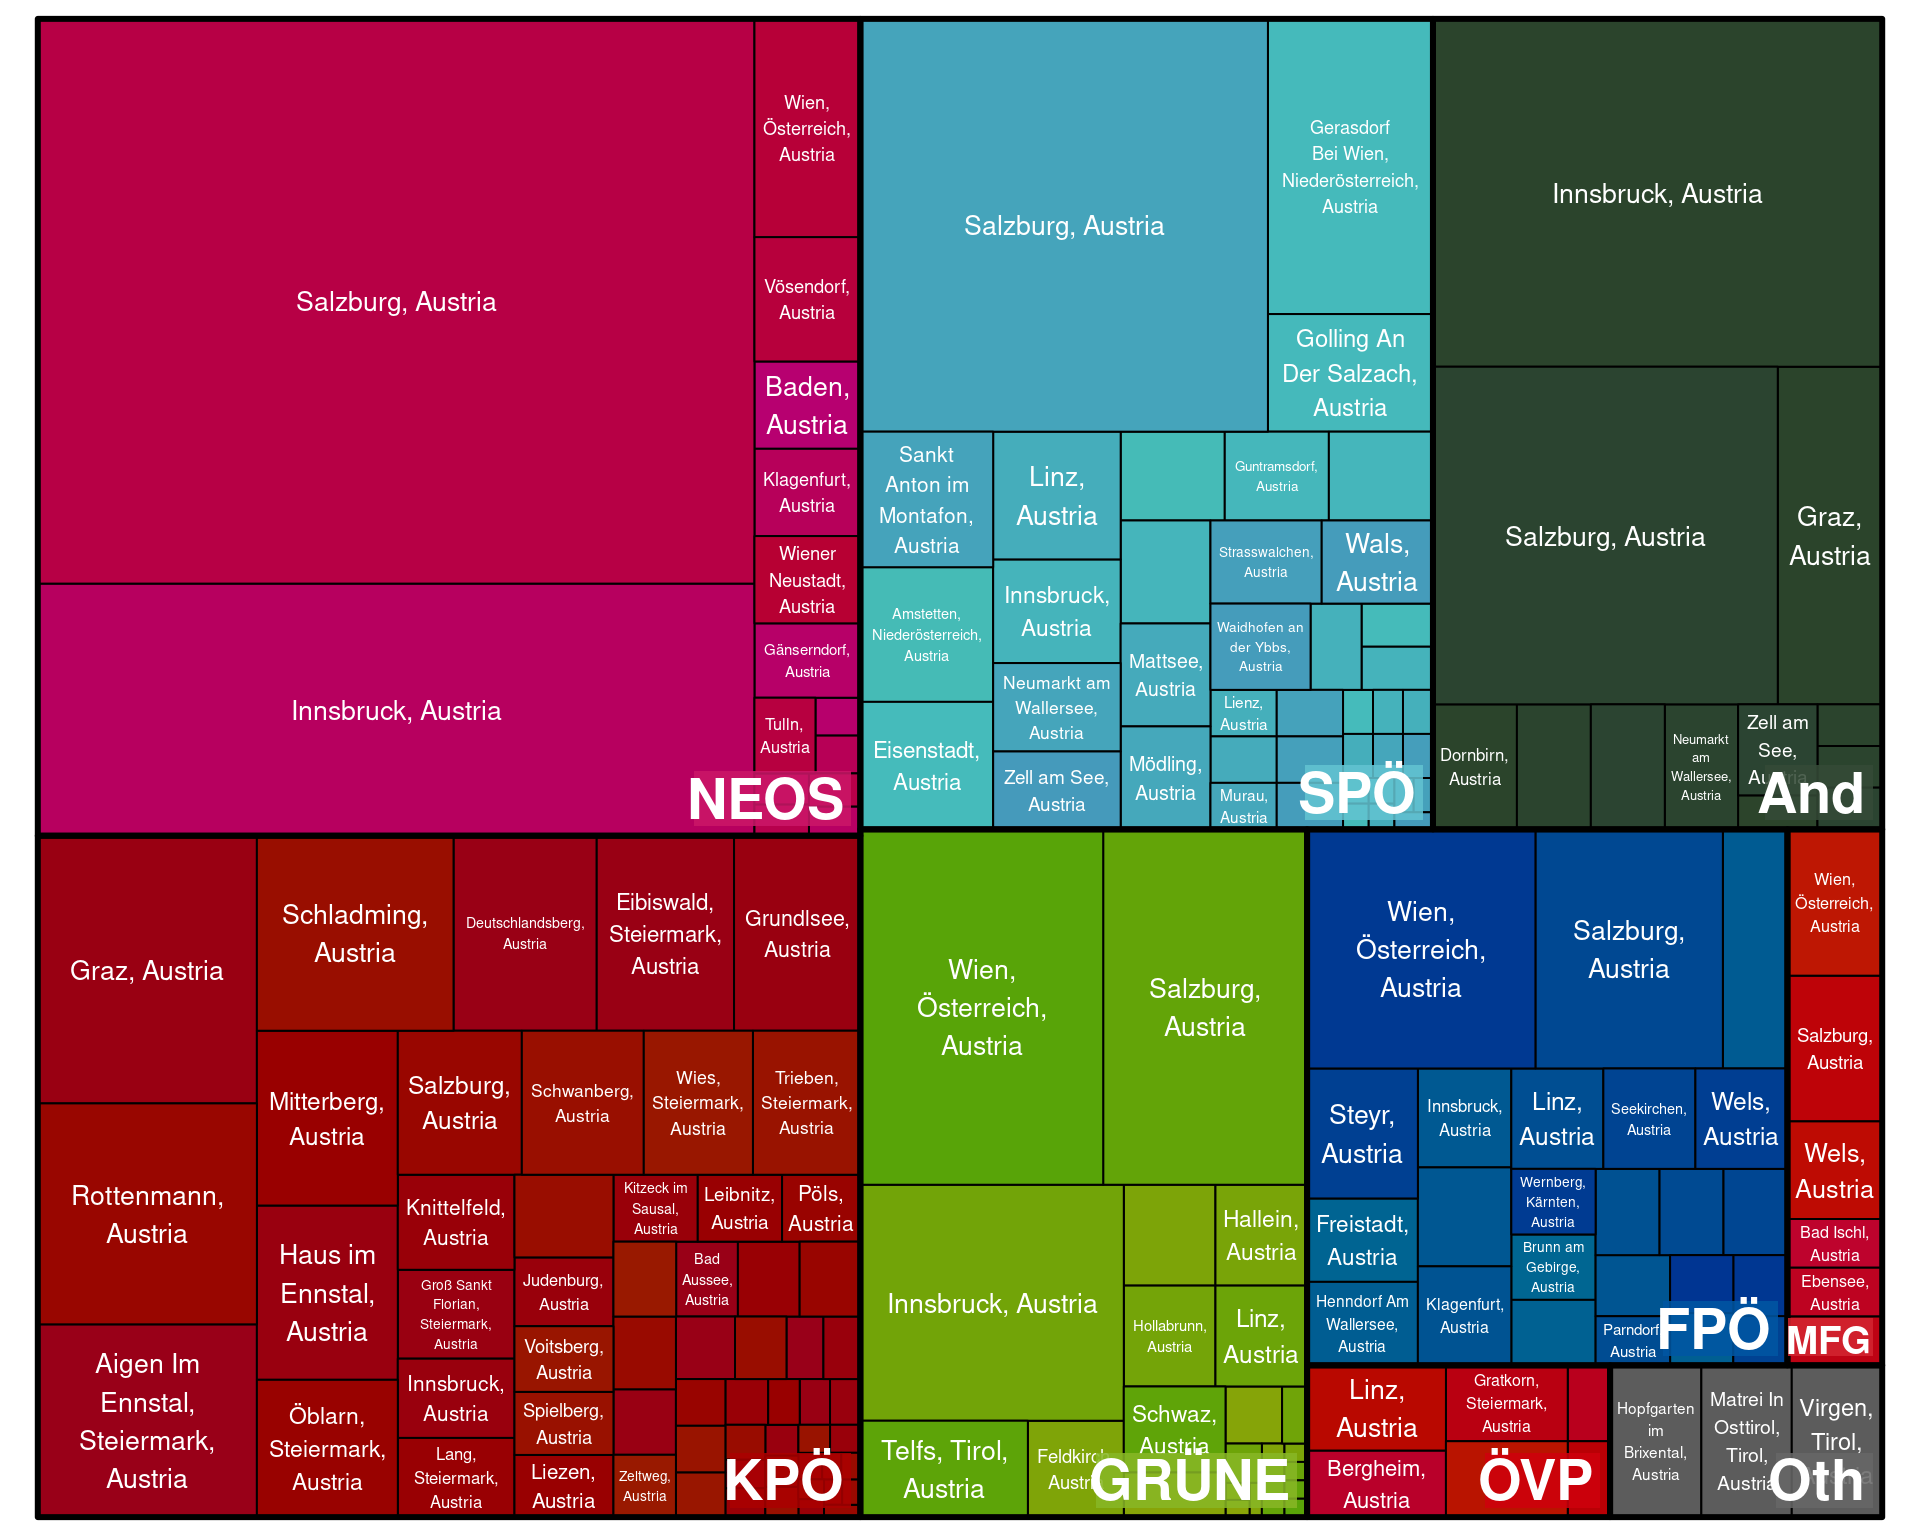 Salzburg, Austria
Innsbruck, Austria
Wien,
Österreich,
Austria
Vösendorf,
Austria
Baden,
Austria
Klagenfurt,
Austria
Wiener
Neustadt,
Austria
Gänserndorf,
Austria
Tulln,
Austria
NEOS
Salzburg, Austria
Gerasdorf
Bei Wien,
Niederösterreich,
Austria
Golling An
Der Salzach,
Austria
Sankt
Anton im
Montafon,
Austria
Amstetten,
Niederösterreich,
Austria
Eisenstadt,
Austria
Linz,
Austria
Innsbruck,
Austria
Neumarkt am
Wallersee,
Austria
Zell am See,
Austria
Guntramsdorf,
Austria
Strasswalchen,
Austria
Wals,
Austria
Waidhofen an
der Ybbs,
Austria
Mattsee,
Austria
Mödling,
Austria
Lienz,
Austria
Murau,
Austria
SPÖ
Innsbruck, Austria
Salzburg, Austria
Graz,
Austria
Dornbirn,
Austria
Neumarkt
am
Wallersee,
Austria
Zell am
See,
Austria
And
Graz, Austria
Rottenmann,
Austria
Aigen Im
Ennstal,
Steiermark,
Austria
Schladming,
Austria
Deutschlandsberg,
Austria
Eibiswald,
Steiermark,
Austria
Grundlsee,
Austria
Mitterberg,
Austria
Haus im
Ennstal,
Austria
Öblarn,
Steiermark,
Austria
Salzburg,
Austria
Schwanberg,
Austria
Wies,
Steiermark,
Austria
Trieben,
Steiermark,
Austria
Knittelfeld,
Austria
Groß Sankt
Florian,
Steiermark,
Austria
Innsbruck,
Austria
Lang,
Steiermark,
Austria
Judenburg,
Austria
Voitsberg,
Austria
Spielberg,
Austria
Liezen,
Austria
Kitzeck im
Sausal,
Austria
Leibnitz,
Austria
Pöls,
Austria
Bad
Aussee,
Austria
Zeltweg,
Austria
KPÖ
Wien,
Österreich,
Austria
Salzburg,
Austria
Innsbruck, Austria
Telfs, Tirol,
Austria
Feldkirch,
Austria
Hallein,
Austria
Hollabrunn,
Austria
Linz,
Austria
Schwaz,
Austria
GRÜNE
Wien,
Österreich,
Austria
Salzburg,
Austria
Steyr,
Austria
Freistadt,
Austria
Henndorf Am
Wallersee,
Austria
Innsbruck,
Austria
Klagenfurt,
Austria
Linz,
Austria
Seekirchen,
Austria
Wels,
Austria
Wernberg,
Kärnten,
Austria
Brunn am
Gebirge,
Austria
Parndorf,
Austria
FPÖ
Wien,
Österreich,
Austria
Salzburg,
Austria
Wels,
Austria
Bad Ischl,
Austria
Ebensee,
Austria
MFG
Linz,
Austria
Bergheim,
Austria
Gratkorn,
Steiermark,
Austria
ÖVP
Hopfgarten
im
Brixental,
Austria
Matrei In
Osttirol,
Tirol,
Austria
Virgen,
Tirol,
Austria
Oth